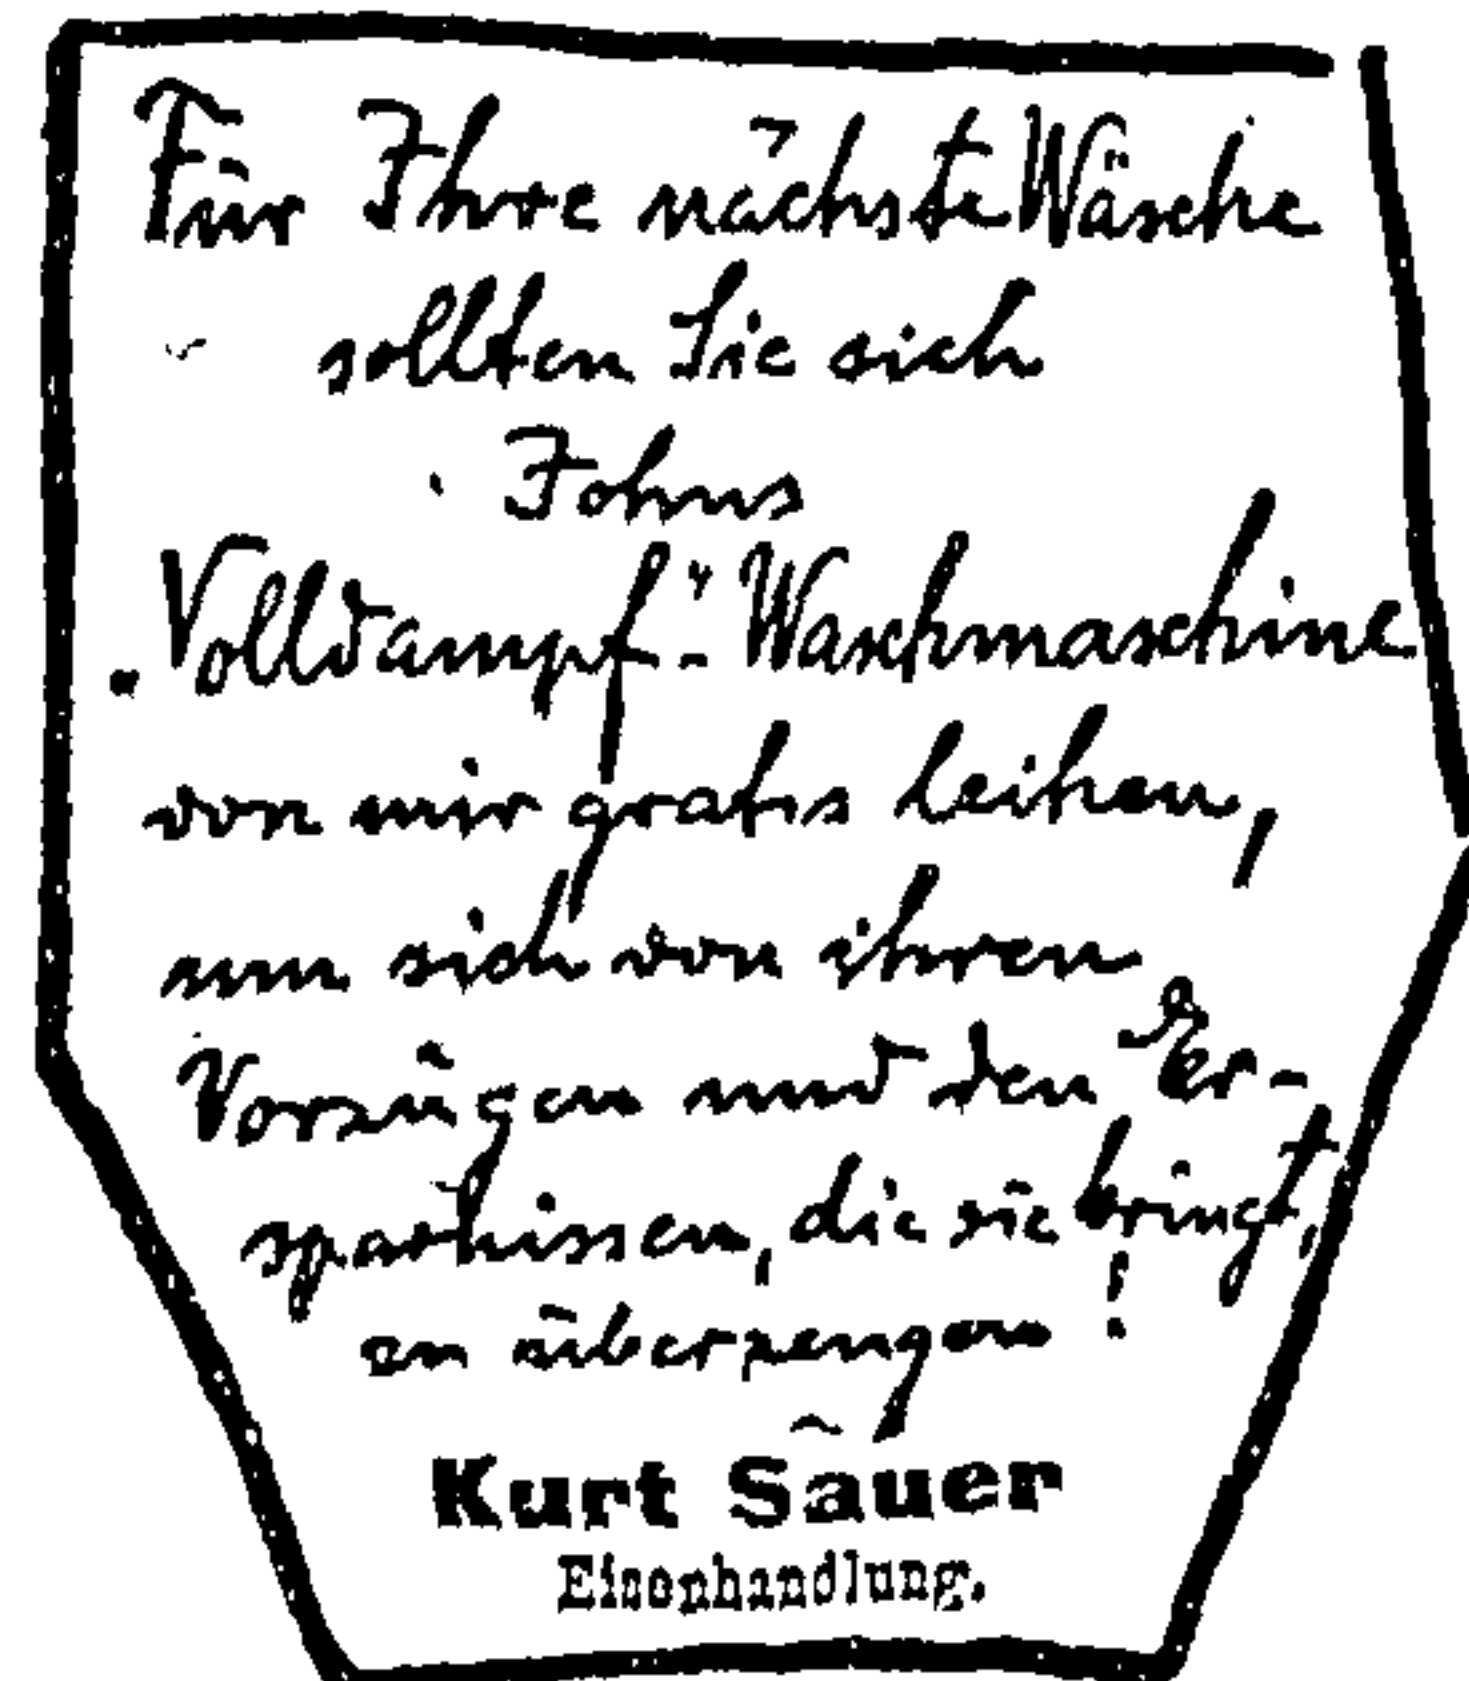 Für Ihre nächste Wäsche
sollten Sie sich
Johns
„Volldampf“-Waschmaschine
von mir gratis leihen,
um sich von ihren
Vorzügen und den Er-
sparnissen, die sie bringt,
zu überzeugen!
Kurt Sauer
Eisenhandlung.